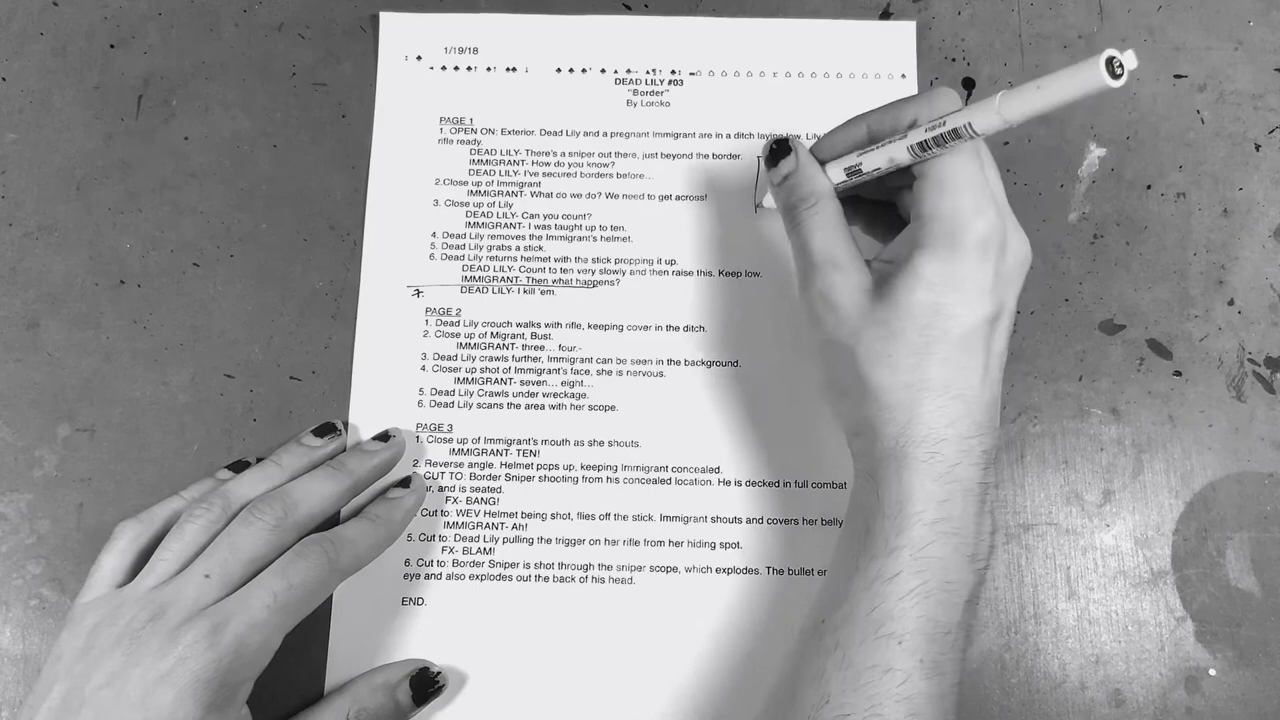 1/19/18
DEAD LILY #03
"Border"
By Loroko
PAGE 1
1. OPEN ON: Exterior. Dead Lily and a pregnant Immigrant are in a ditch laying low. Lily
rifle ready.
DEAD LILY- There's a sniper out there, just beyond the border.
IMMIGRANT- How do you know?
DEAD LILY- I've secured borders before...
2.Close up of Immigrant
IMMIGRANT- What do we do? We need to get across!
3. Close up of Lily
DEAD LILY- Can you count?
IMMIGRANT- I was taught up to ten.
4. Dead Lily removes the Immigrant's helmet.
5. Dead Lily grabs a stick.
6. Dead Lily returns helmet with the stick propping it up.
DEAD LILY- Count to ten very slowly and then raise this. Keep low.
IMMIGRANT- Then what happens?
7. DEAD LILY- I kill 'em.
PAGE 2
1. Dead Lily crouch walks with rifle, keeping cover in the ditch.
2. Close up of Migrant, Bust.
IMMIGRANT- three... four.-
3. Dead Lily crawls further, Immigrant can be seen in the background.
4. Closer up shot of Immigrant's face, she is nervous.
IMMIGRANT- seven... eight...
5. Dead Lily Crawls under wreckage.
6. Dead Lily scans the area with her scope.
PAGE 3
1. Close up of Immigrant's mouth as she shouts.
IMMIGRANT- TEN!
2. Reverse angle. Helmet pops up, keeping Immigrant concealed.
CUT TO: Border Sniper shooting from his concealed location. He is decked in full combat
and is seated.
FX- BANG!
Cut to: WEV Helmet being shot, flies off the stick. Immigrant shouts and covers her belly
IMMIGRANT- Ah!
5. Cut to: Dead Lily pulling the trigger on her rifle from her hiding spot.
FX- BLAM!
6. Cut to: Border Sniper is shot through the sniper scope, which explodes. The bullet er
eye and also explodes out the back of his head.
END.